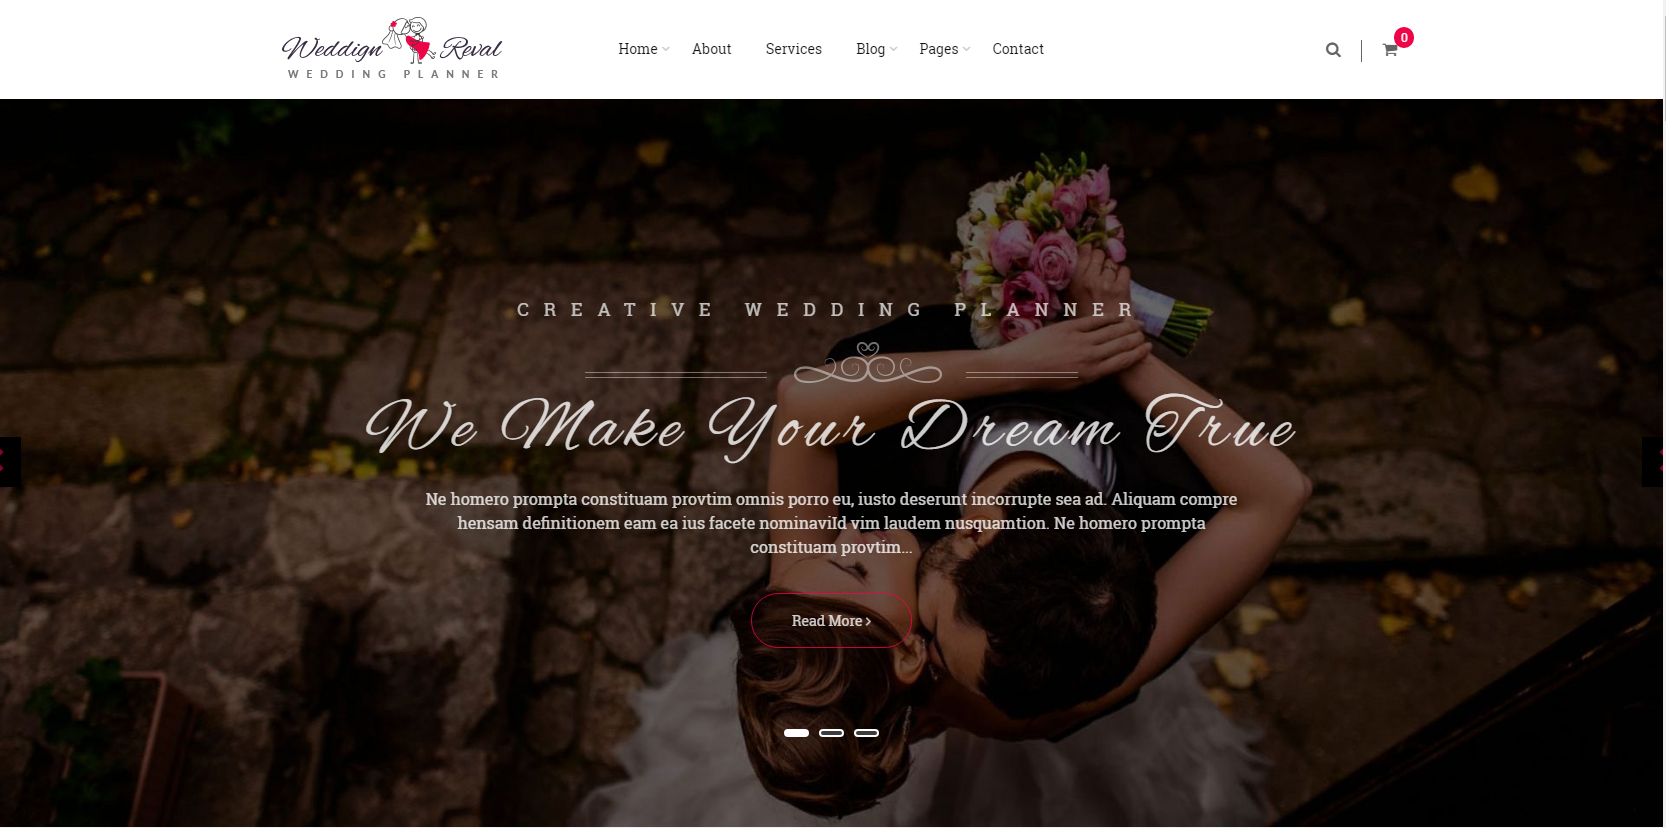 Weddign Reval
WEDDING PLANNER
Home About Services Blog Pages Contact
0
CREATIVE WEDDING PLANNER
We Make Your Dream True
Ne homero prompta constituam provtim omnis porro eu, iusto deserunt incorrupte sea ad. Aliquam compre
hensam definitionem eam ea ius facete nominavild vim laudem nusquamtion. Ne homero prompta
constituam provtim...
Read More